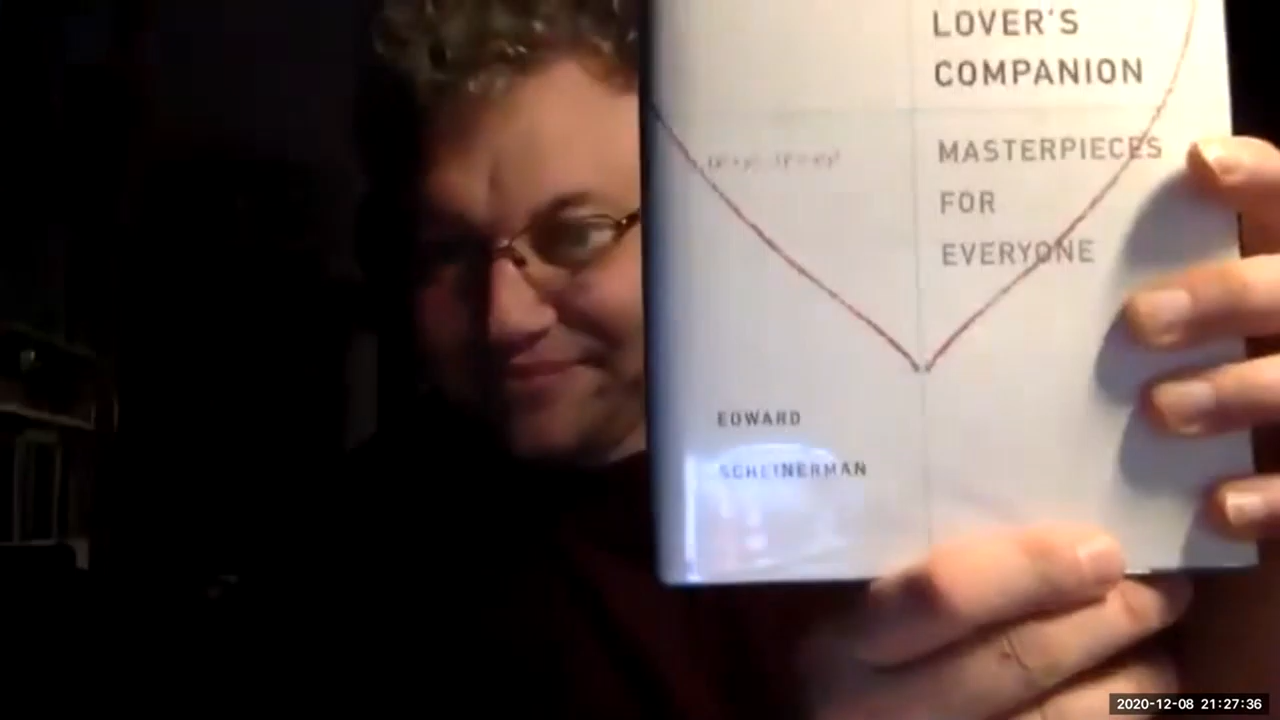 LOVER'S
COMPANION
MASTERPIECES
FOR
EVERYONE
EDWARD
SCHEINERMAN
2020-12-08 21:27:36